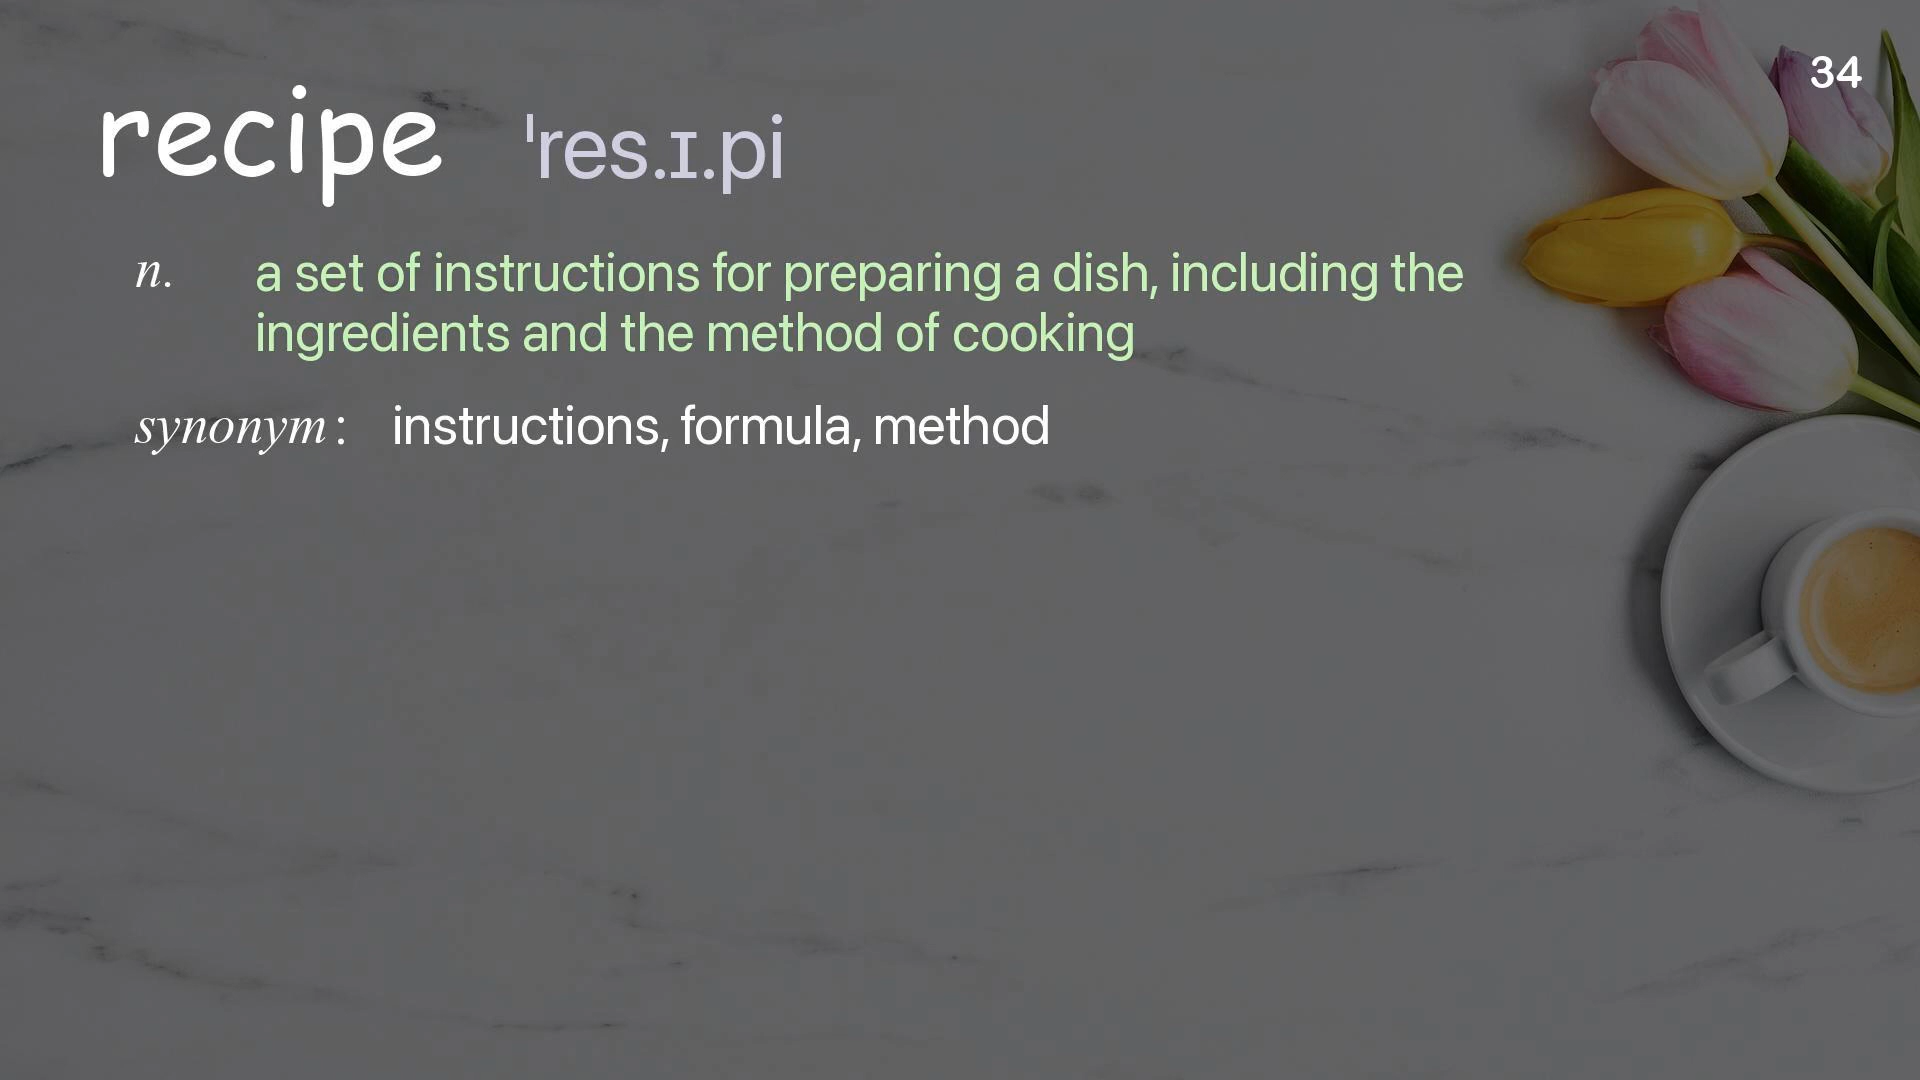 34
recipe ˈres.ɪ.pi
n. a set of instructions for preparing a dish, including the
ingredients and the method of cooking
synonym: instructions, formula, method